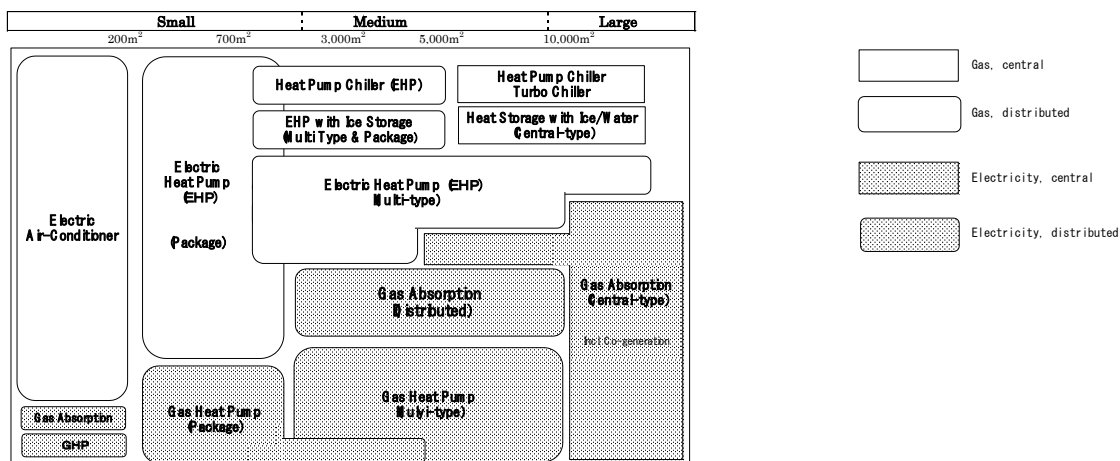 Small Medium Large
200m² 700m² 3,000m² 5,000m² 10,000m²
Heat Pump Chiller (EHP)
Heat Pump Chiller
Turbo Chiller
EHP with Ice Storage
(Multi Type & Package)
Heat Storage with Ice/Water
(Central-type)
Electric
Heat Pump
(EHP)
(Package)
Electric Heat Pump (EHP)
Multi-type)
Electric
Air-Conditioner
Gas Absorption
(Distributed)
Gas Absorption
(Central-type)
Incl Co-generation
Gas Heat Pump
(Package)
Gas Heat Pump
Mulyi-type)
Gas Absorption
GHP
Gas, central
Gas, distributed
Electricity, central
Electricity, distributed